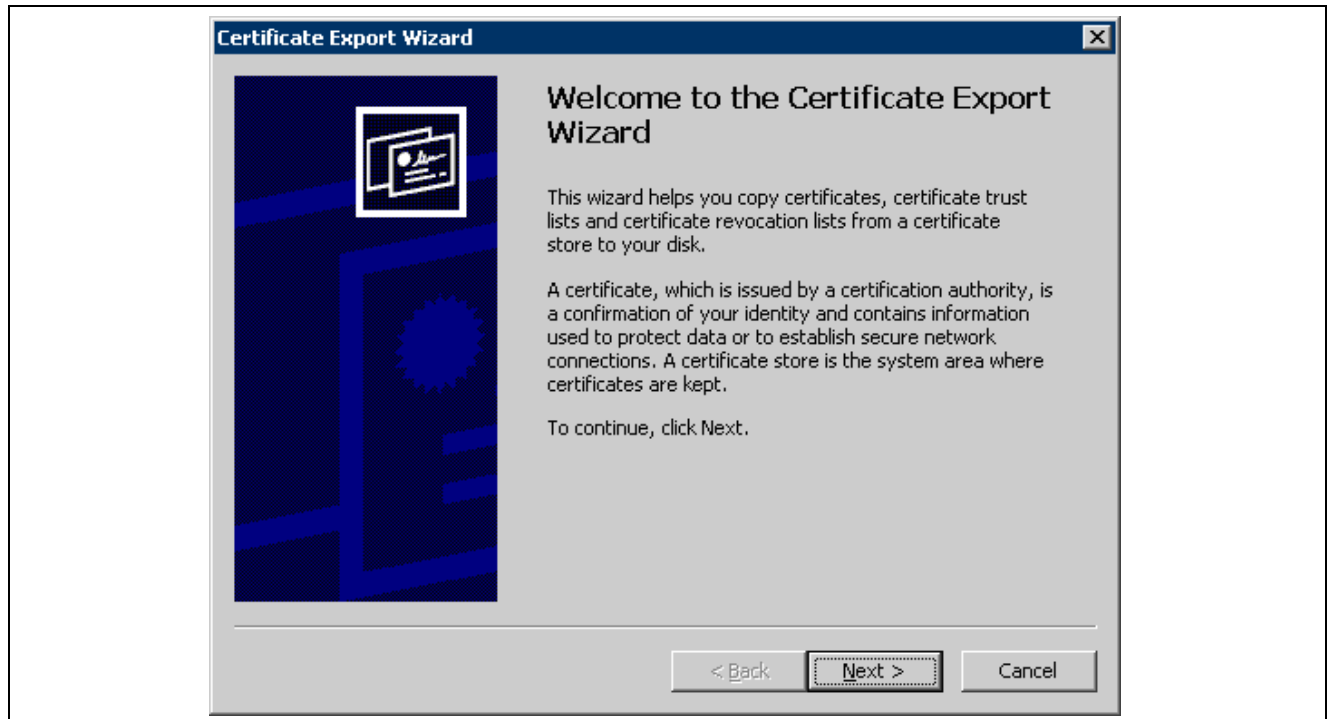 Certificate Export Wizard
Welcome to the Certificate Export
Wizard
This wizard helps you copy certificates, certificate trust
lists and certificate revocation lists from a certificate
store to your disk.
A certificate, which is issued by a certification authority, is
a confirmation of your identity and contains information
used to protect data or to establish secure network
connections. A certificate store is the system area where
certificates are kept.
To continue, click Next.
< Back
Next >
Cancel